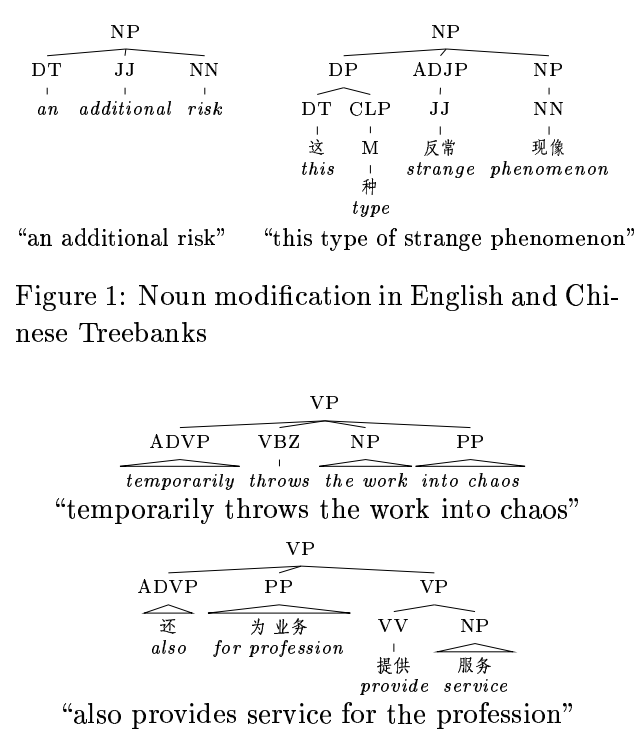 NP NP
DT JJ NN DP ADJP NP
an additional risk DT CLP JJ NN
这 M 反常 现像
this strange phenomenon
种
type
“an additional risk” “this type of strange phenomenon”
Figure 1: Noun modification in English and Chi-
nese Treebanks
VP
ADVP VBZ NP PP
temporarily throws the work into chaos
“temporarily throws the work into chaos”
VP
ADVP PP VP
还 为 业务 VV NP
also for profession
提供 服务
provide service
“also provides service for the profession”